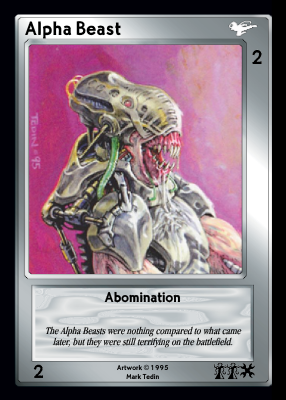 Alpha Beast
2
Abomination
The Alpha Beasts were nothing compared to what came
later, but they were still terrifying on the battlefield.
2
Artwork © 1995
Mark Tedin